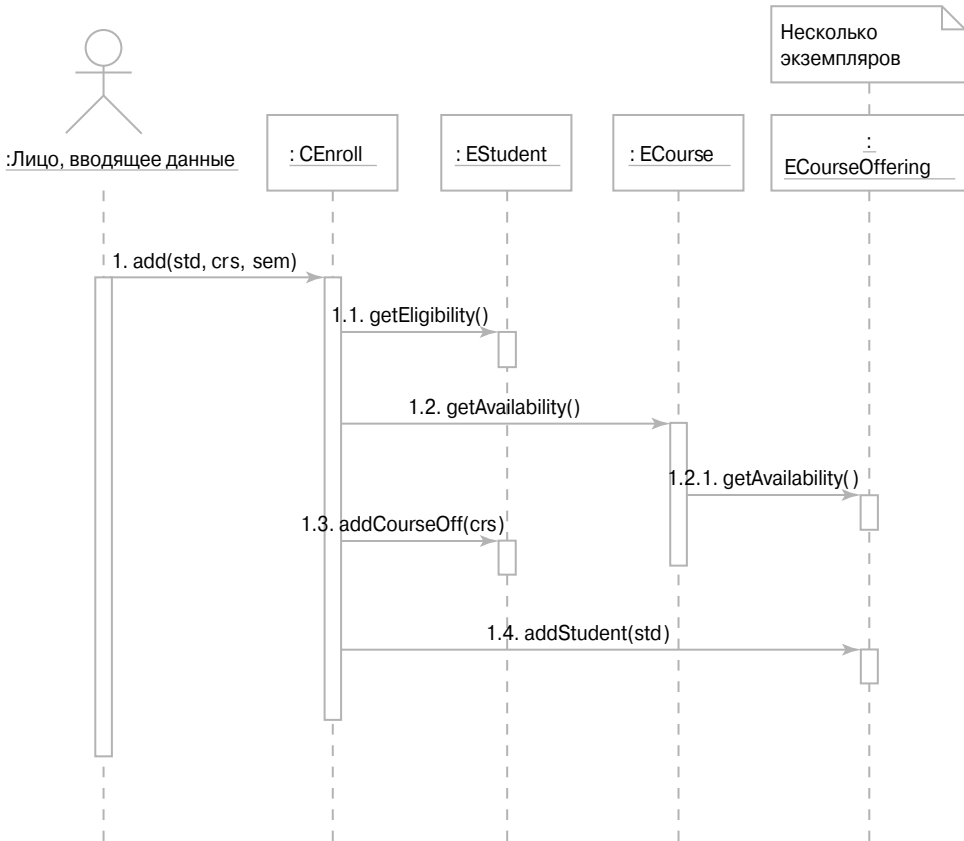 Несколько
экземпляров
:Лицо, вводящее данные
: CEnroll
: EStudent
: ECourse
:
ECourseOffering
1. add(std, crs, sem)
1.1. getEligibility()
1.2. getAvailability()
1.2.1. getAvailability()
1.3. addCourseOff(crs)
1.4. addStudent(std)